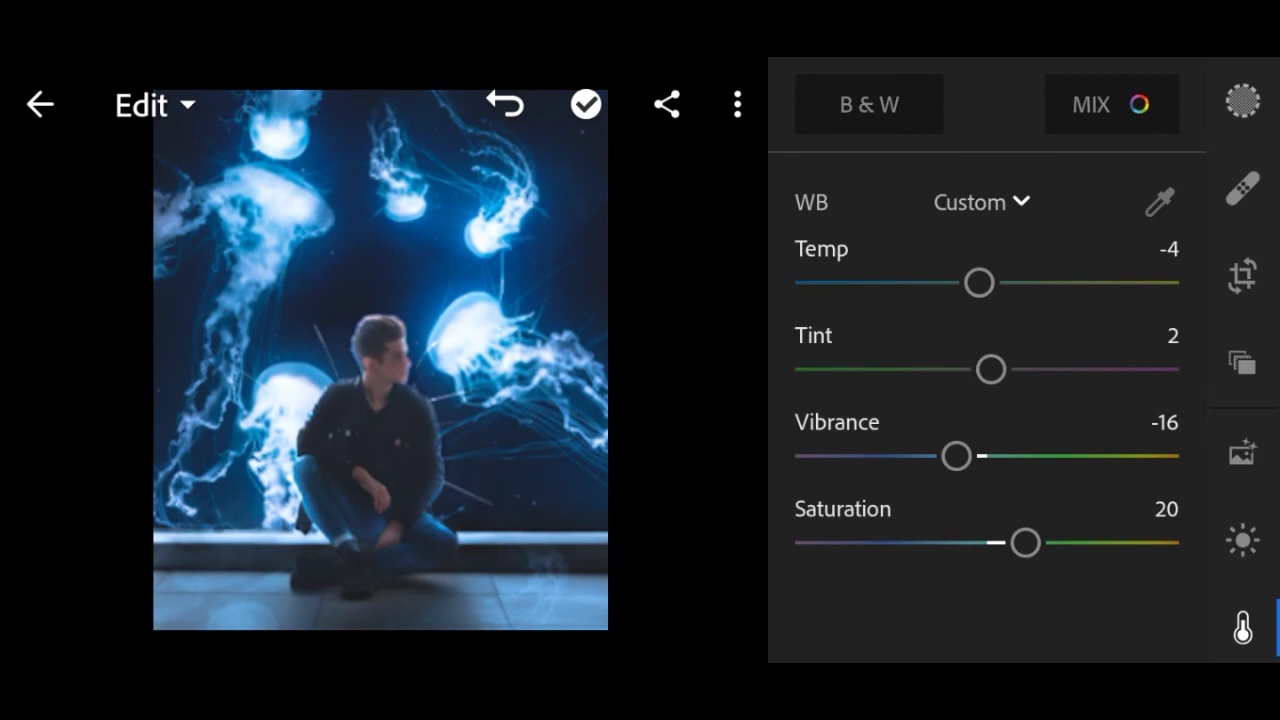 Edit
B & W MIX
WB Custom
Temp -4
Tint 2
Vibrance -16
Saturation 20